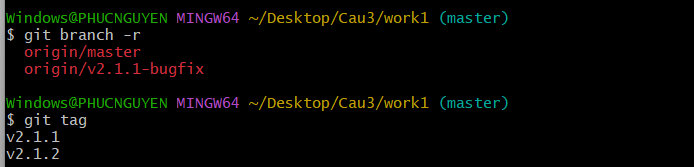 Windows@PHUCNGUYEN MINGW64 ~/Desktop/Cau3/work1 (master)
$ git branch -r
  origin/master
  origin/v2.1.1-bugfix

Windows@PHUCNGUYEN MINGW64 ~/Desktop/Cau3/work1 (master)
$ git tag
v2.1.1
v2.1.2